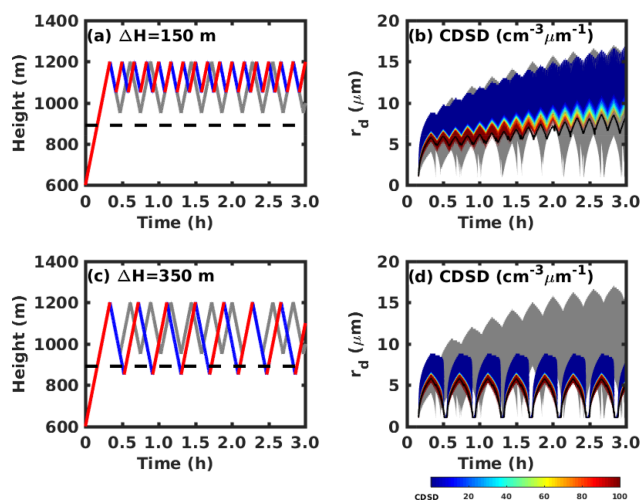 (a) ΔH=150 m
Height (m)
1400
1200
1000
800
600
0 0.5 1.0 1.5 2.0 2.5 3.0
Time (h)
(b) CDSD (cm⁻³μm⁻¹)
r_d (μm)
20
15
10
5
0
0 0.5 1.0 1.5 2.0 2.5 3.0
Time (h)
(c) ΔH=350 m
Height (m)
1400
1200
1000
800
600
0 0.5 1.0 1.5 2.0 2.5 3.0
Time (h)
(d) CDSD (cm⁻³μm⁻¹)
r_d (μm)
20
15
10
5
0
0 0.5 1.0 1.5 2.0 2.5 3.0
Time (h)
CDSD 20 40 60 80 100